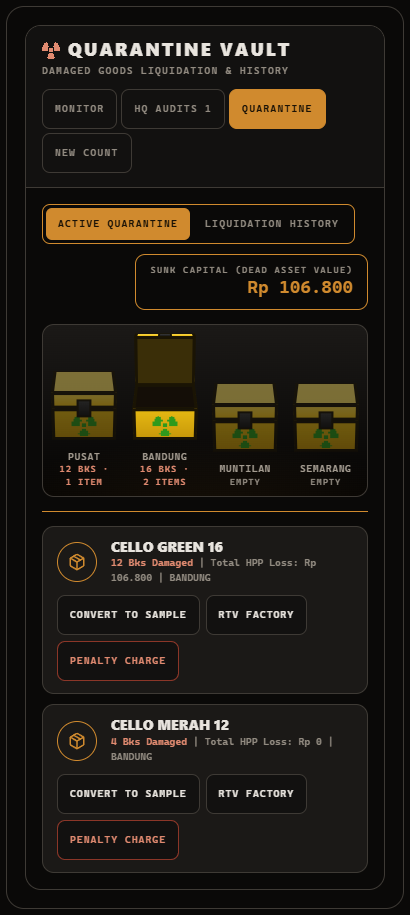 QUARANTINE VAULT
DAMAGED GOODS LIQUIDATION & HISTORY
MONITOR
HQ AUDITS 1
QUARANTINE
NEW COUNT
ACTIVE QUARANTINE
LIQUIDATION HISTORY
SUNK CAPITAL (DEAD ASSET VALUE)
Rp 106.800
PUSAT
12 BKS ·
1 ITEM
BANDUNG
16 BKS ·
2 ITEMS
MUNTILAN
EMPTY
SEMARANG
EMPTY
CELLO GREEN 16
12 Bks Damaged | Total HPP Loss: Rp
106.800 | BANDUNG
CONVERT TO SAMPLE
RTV FACTORY
PENALTY CHARGE
CELLO MERAH 12
4 Bks Damaged | Total HPP Loss: Rp 0 |
BANDUNG
CONVERT TO SAMPLE
RTV FACTORY
PENALTY CHARGE